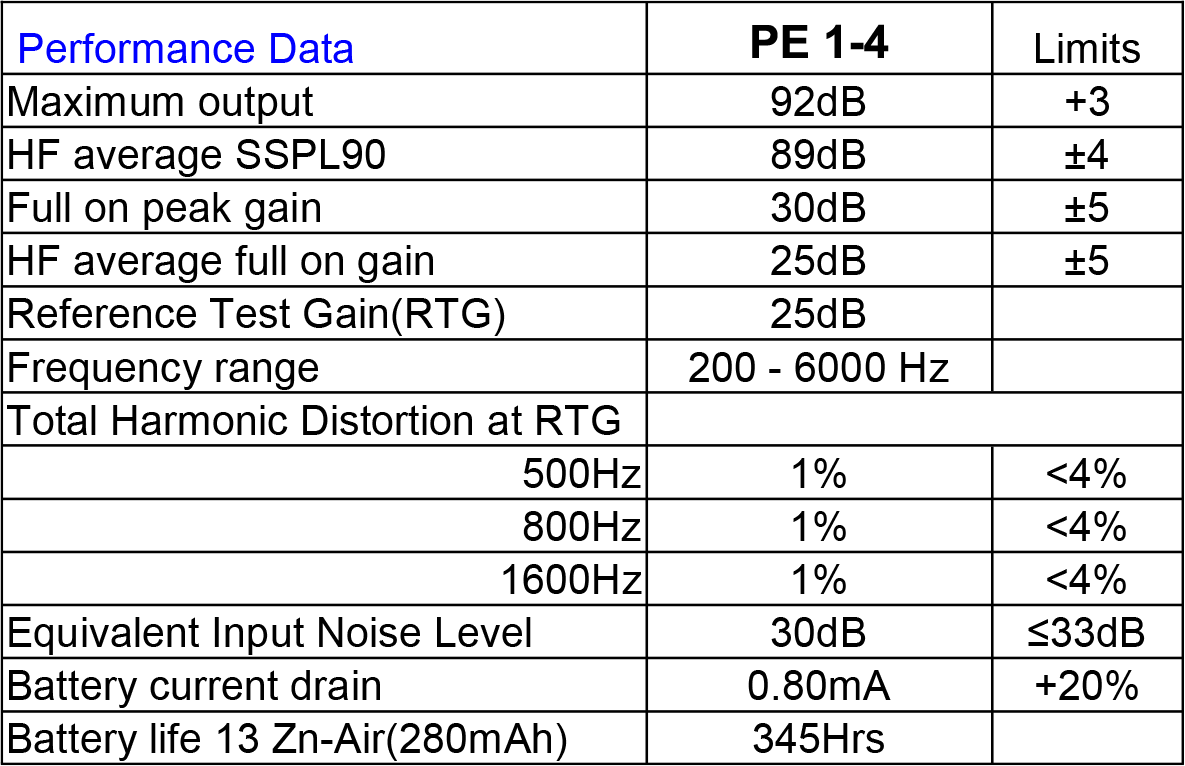 Performance Data PE 1-4 Limits
Maximum output 92dB +3
HF average SSPL90 89dB ±4
Full on peak gain 30dB ±5
HF average full on gain 25dB ±5
Reference Test Gain(RTG) 25dB
Frequency range 200 - 6000 Hz
Total Harmonic Distortion at RTG
500Hz 1% <4%
800Hz 1% <4%
1600Hz 1% <4%
Equivalent Input Noise Level 30dB ≤33dB
Battery current drain 0.80mA +20%
Battery life 13 Zn-Air(280mAh) 345Hrs